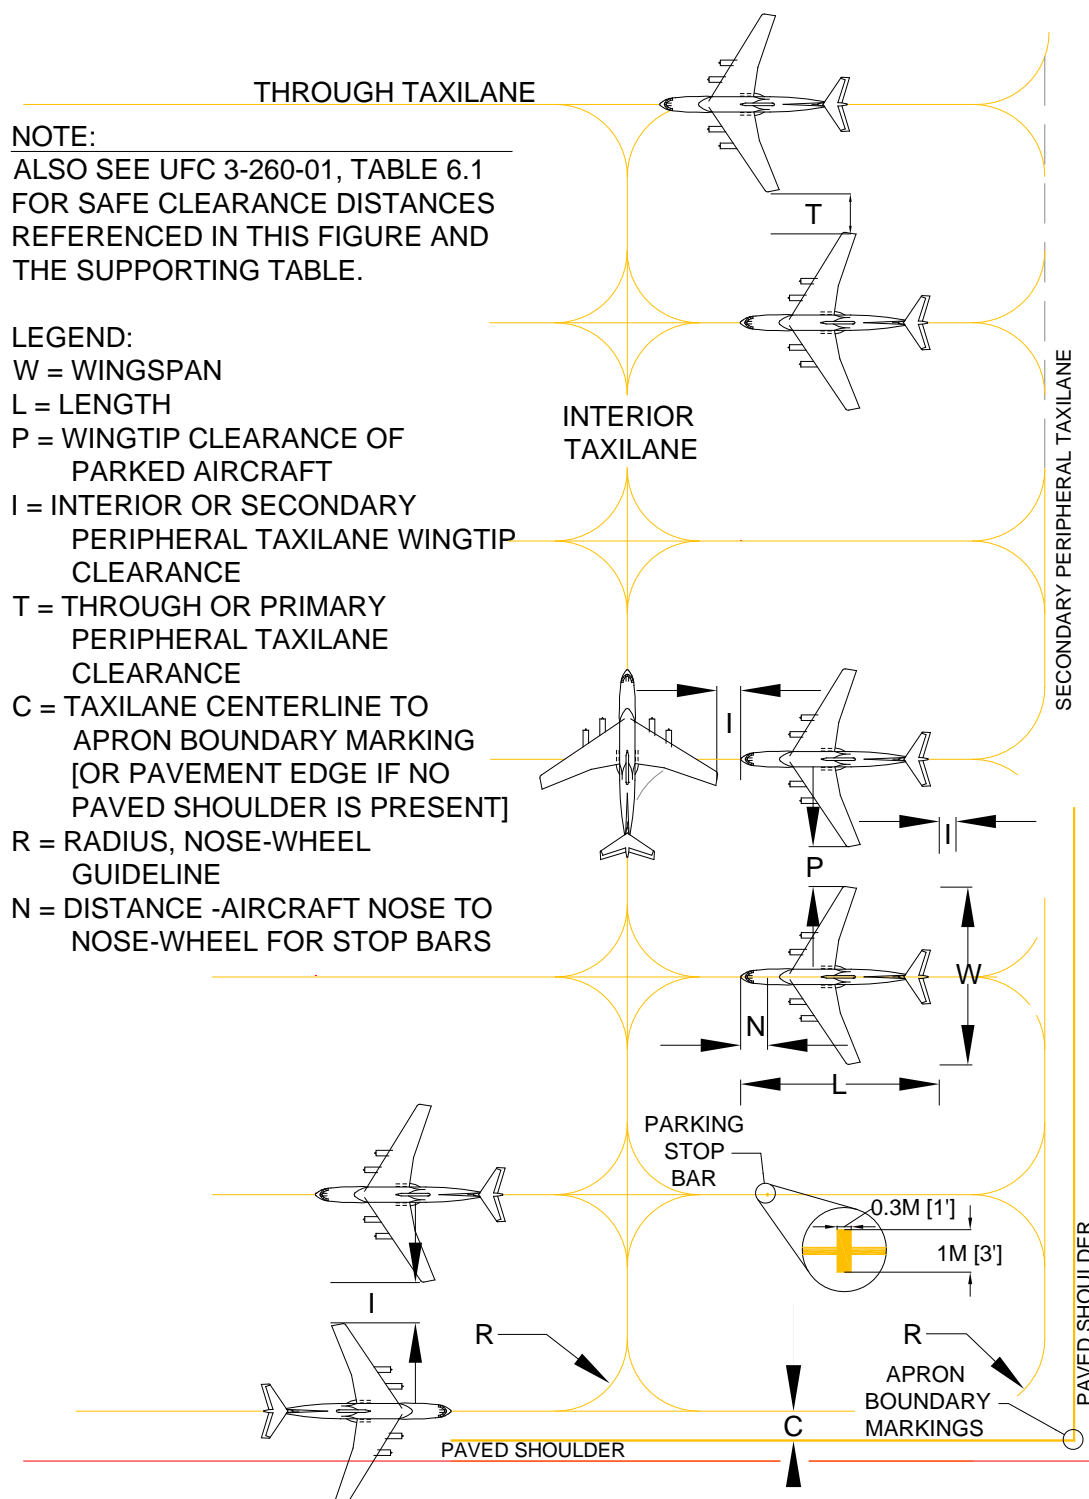 THROUGH TAXILANE
NOTE:
ALSO SEE UFC 3-260-01, TABLE 6.1
FOR SAFE CLEARANCE DISTANCES
REFERENCED IN THIS FIGURE AND
THE SUPPORTING TABLE.
T
LEGEND:
W = WINGSPAN
L = LENGTH
P = WINGTIP CLEARANCE OF
PARKED AIRCRAFT
I = INTERIOR OR SECONDARY
PERIPHERAL TAXILANE WINGTIP
CLEARANCE
T = THROUGH OR PRIMARY
PERIPHERAL TAXILANE
CLEARANCE
C = TAXILANE CENTERLINE TO
APRON BOUNDARY MARKING
[OR PAVEMENT EDGE IF NO
PAVED SHOULDER IS PRESENT]
R = RADIUS, NOSE-WHEEL
GUIDELINE
N = DISTANCE -AIRCRAFT NOSE TO
NOSE-WHEEL FOR STOP BARS
INTERIOR
TAXILANE
SECONDARY PERIPHERAL TAXILANE
I
I
P
W
N
L
PARKING
STOP
BAR
0.3M [1']
1M [3']
I
R
R
PAVED SHOULDER
APRON
BOUNDARY
MARKINGS
C
PAVED SHOULDER